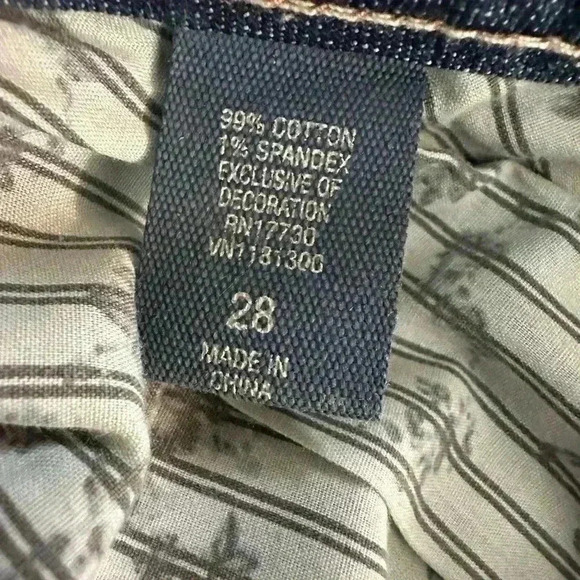 99% COTTON
1% SPANDEX
EXCLUSIVE OF
DECORATION
RN17730
VN1181300
28
MADE IN
CHINA